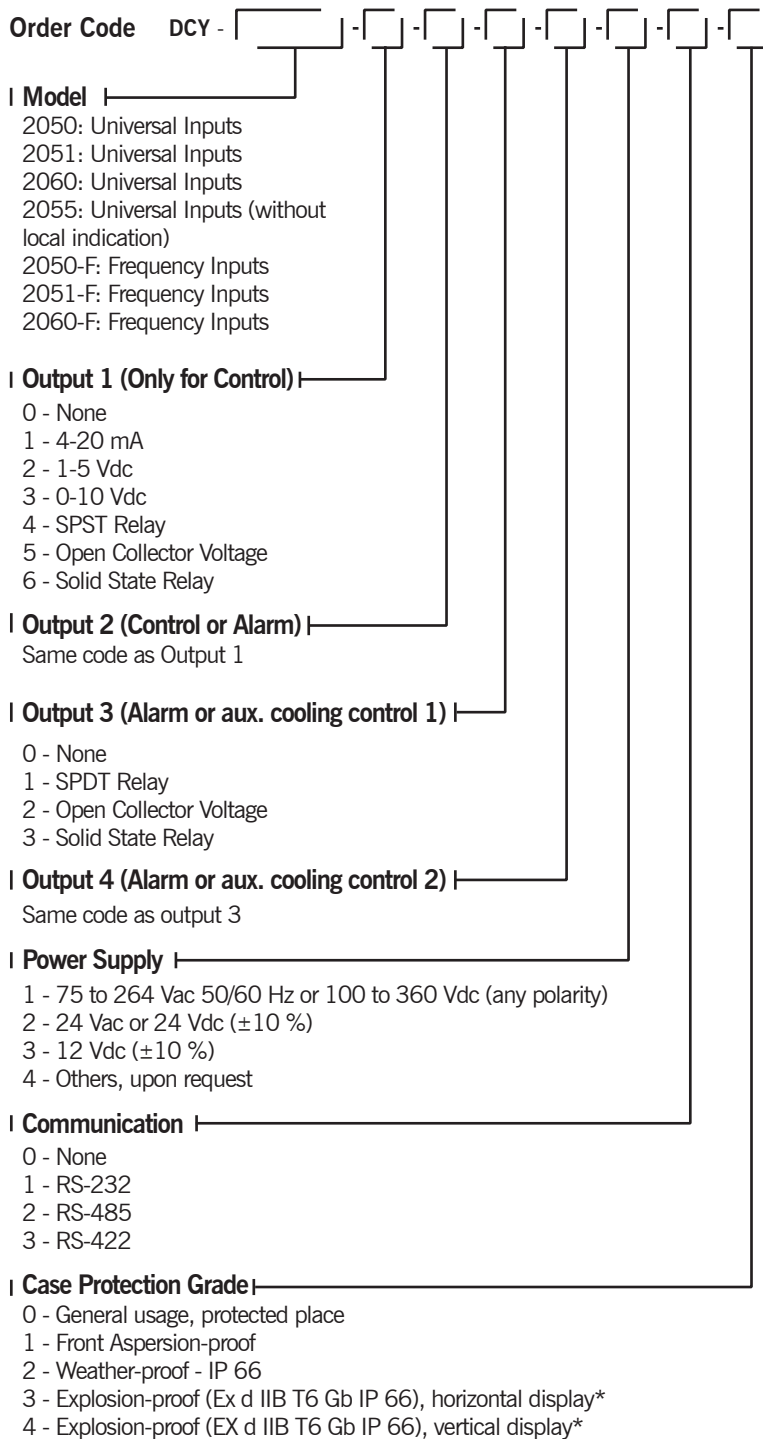 Order Code DCY - - - - - - - -
Model
2050: Universal Inputs
2051: Universal Inputs
2060: Universal Inputs
2055: Universal Inputs (without
local indication)
2050-F: Frequency Inputs
2051-F: Frequency Inputs
2060-F: Frequency Inputs
Output 1 (Only for Control)
0 - None
1 - 4-20 mA
2 - 1-5 Vdc
3 - 0-10 Vdc
4 - SPST Relay
5 - Open Collector Voltage
6 - Solid State Relay
Output 2 (Control or Alarm)
Same code as Output 1
Output 3 (Alarm or aux. cooling control 1)
0 - None
1 - SPDT Relay
2 - Open Collector Voltage
3 - Solid State Relay
Output 4 (Alarm or aux. cooling control 2)
Same code as output 3
Power Supply
1 - 75 to 264 Vac 50/60 Hz or 100 to 360 Vdc (any polarity)
2 - 24 Vac or 24 Vdc (±10 %)
3 - 12 Vdc (±10 %)
4 - Others, upon request
Communication
0 - None
1 - RS-232
2 - RS-485
3 - RS-422
Case Protection Grade
0 - General usage, protected place
1 - Front Aspersion-proof
2 - Weather-proof - IP 66
3 - Explosion-proof (Ex d IIB T6 Gb IP 66), horizontal display*
4 - Explosion-proof (EX d IIB T6 Gb IP 66), vertical display*